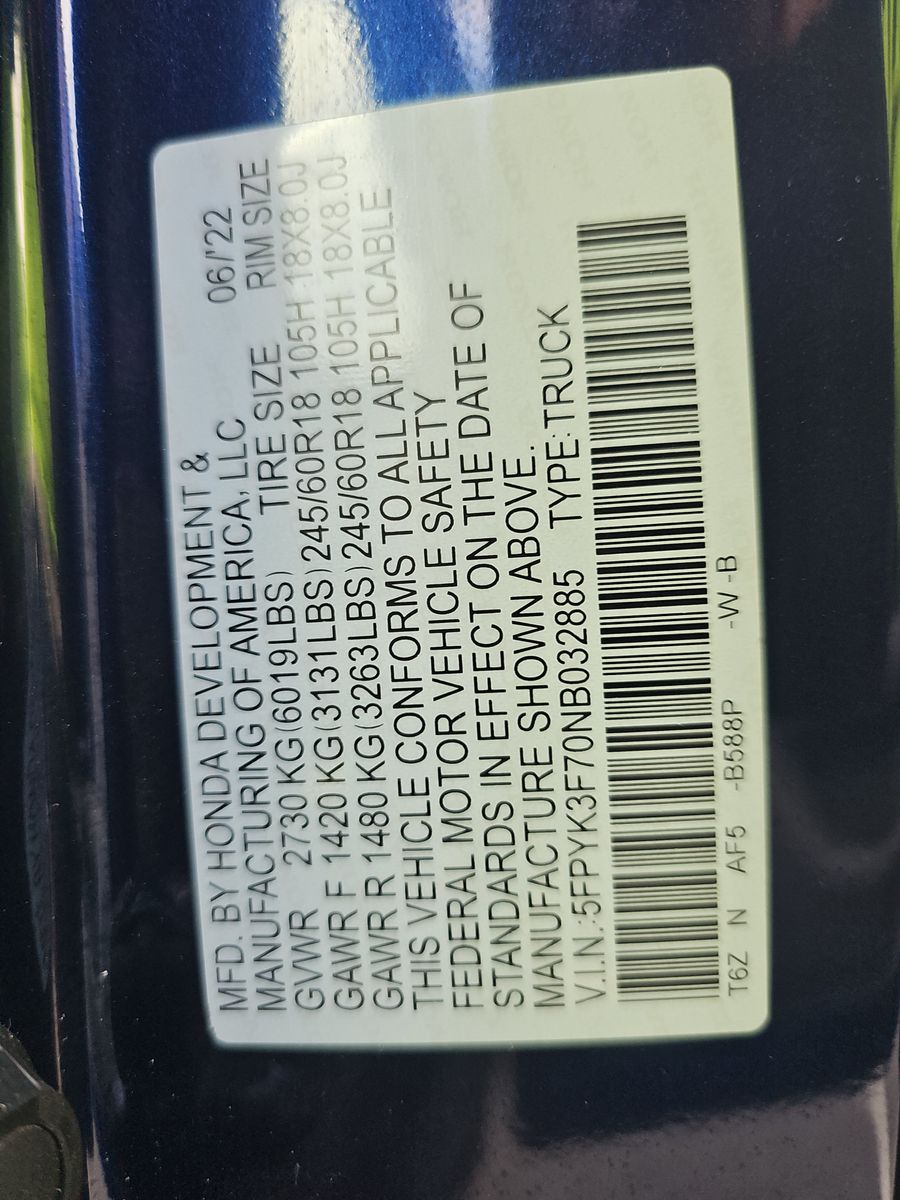 MFD. BY HONDA DEVELOPMENT &
MANUFACTURING OF AMERICA, LLC 06/'22
GVWR 2730 KG(6019LBS) TIRE SIZE RIM SIZE
GAWR F 1420 KG(3131LBS)245/60R18 105H 18X8.0J
GAWR R 1480 KG(3263LBS)245/60R18 105H 18X8.0J
THIS VEHICLE CONFORMS TO ALL APPLICABLE
FEDERAL MOTOR VEHICLE SAFETY
STANDARDS IN EFFECT ON THE DATE OF
MANUFACTURE SHOWN ABOVE.
V.I.N.:5FPYK3F70NB032885 TYPE:TRUCK
T6Z N AF5 -B588P -W-B